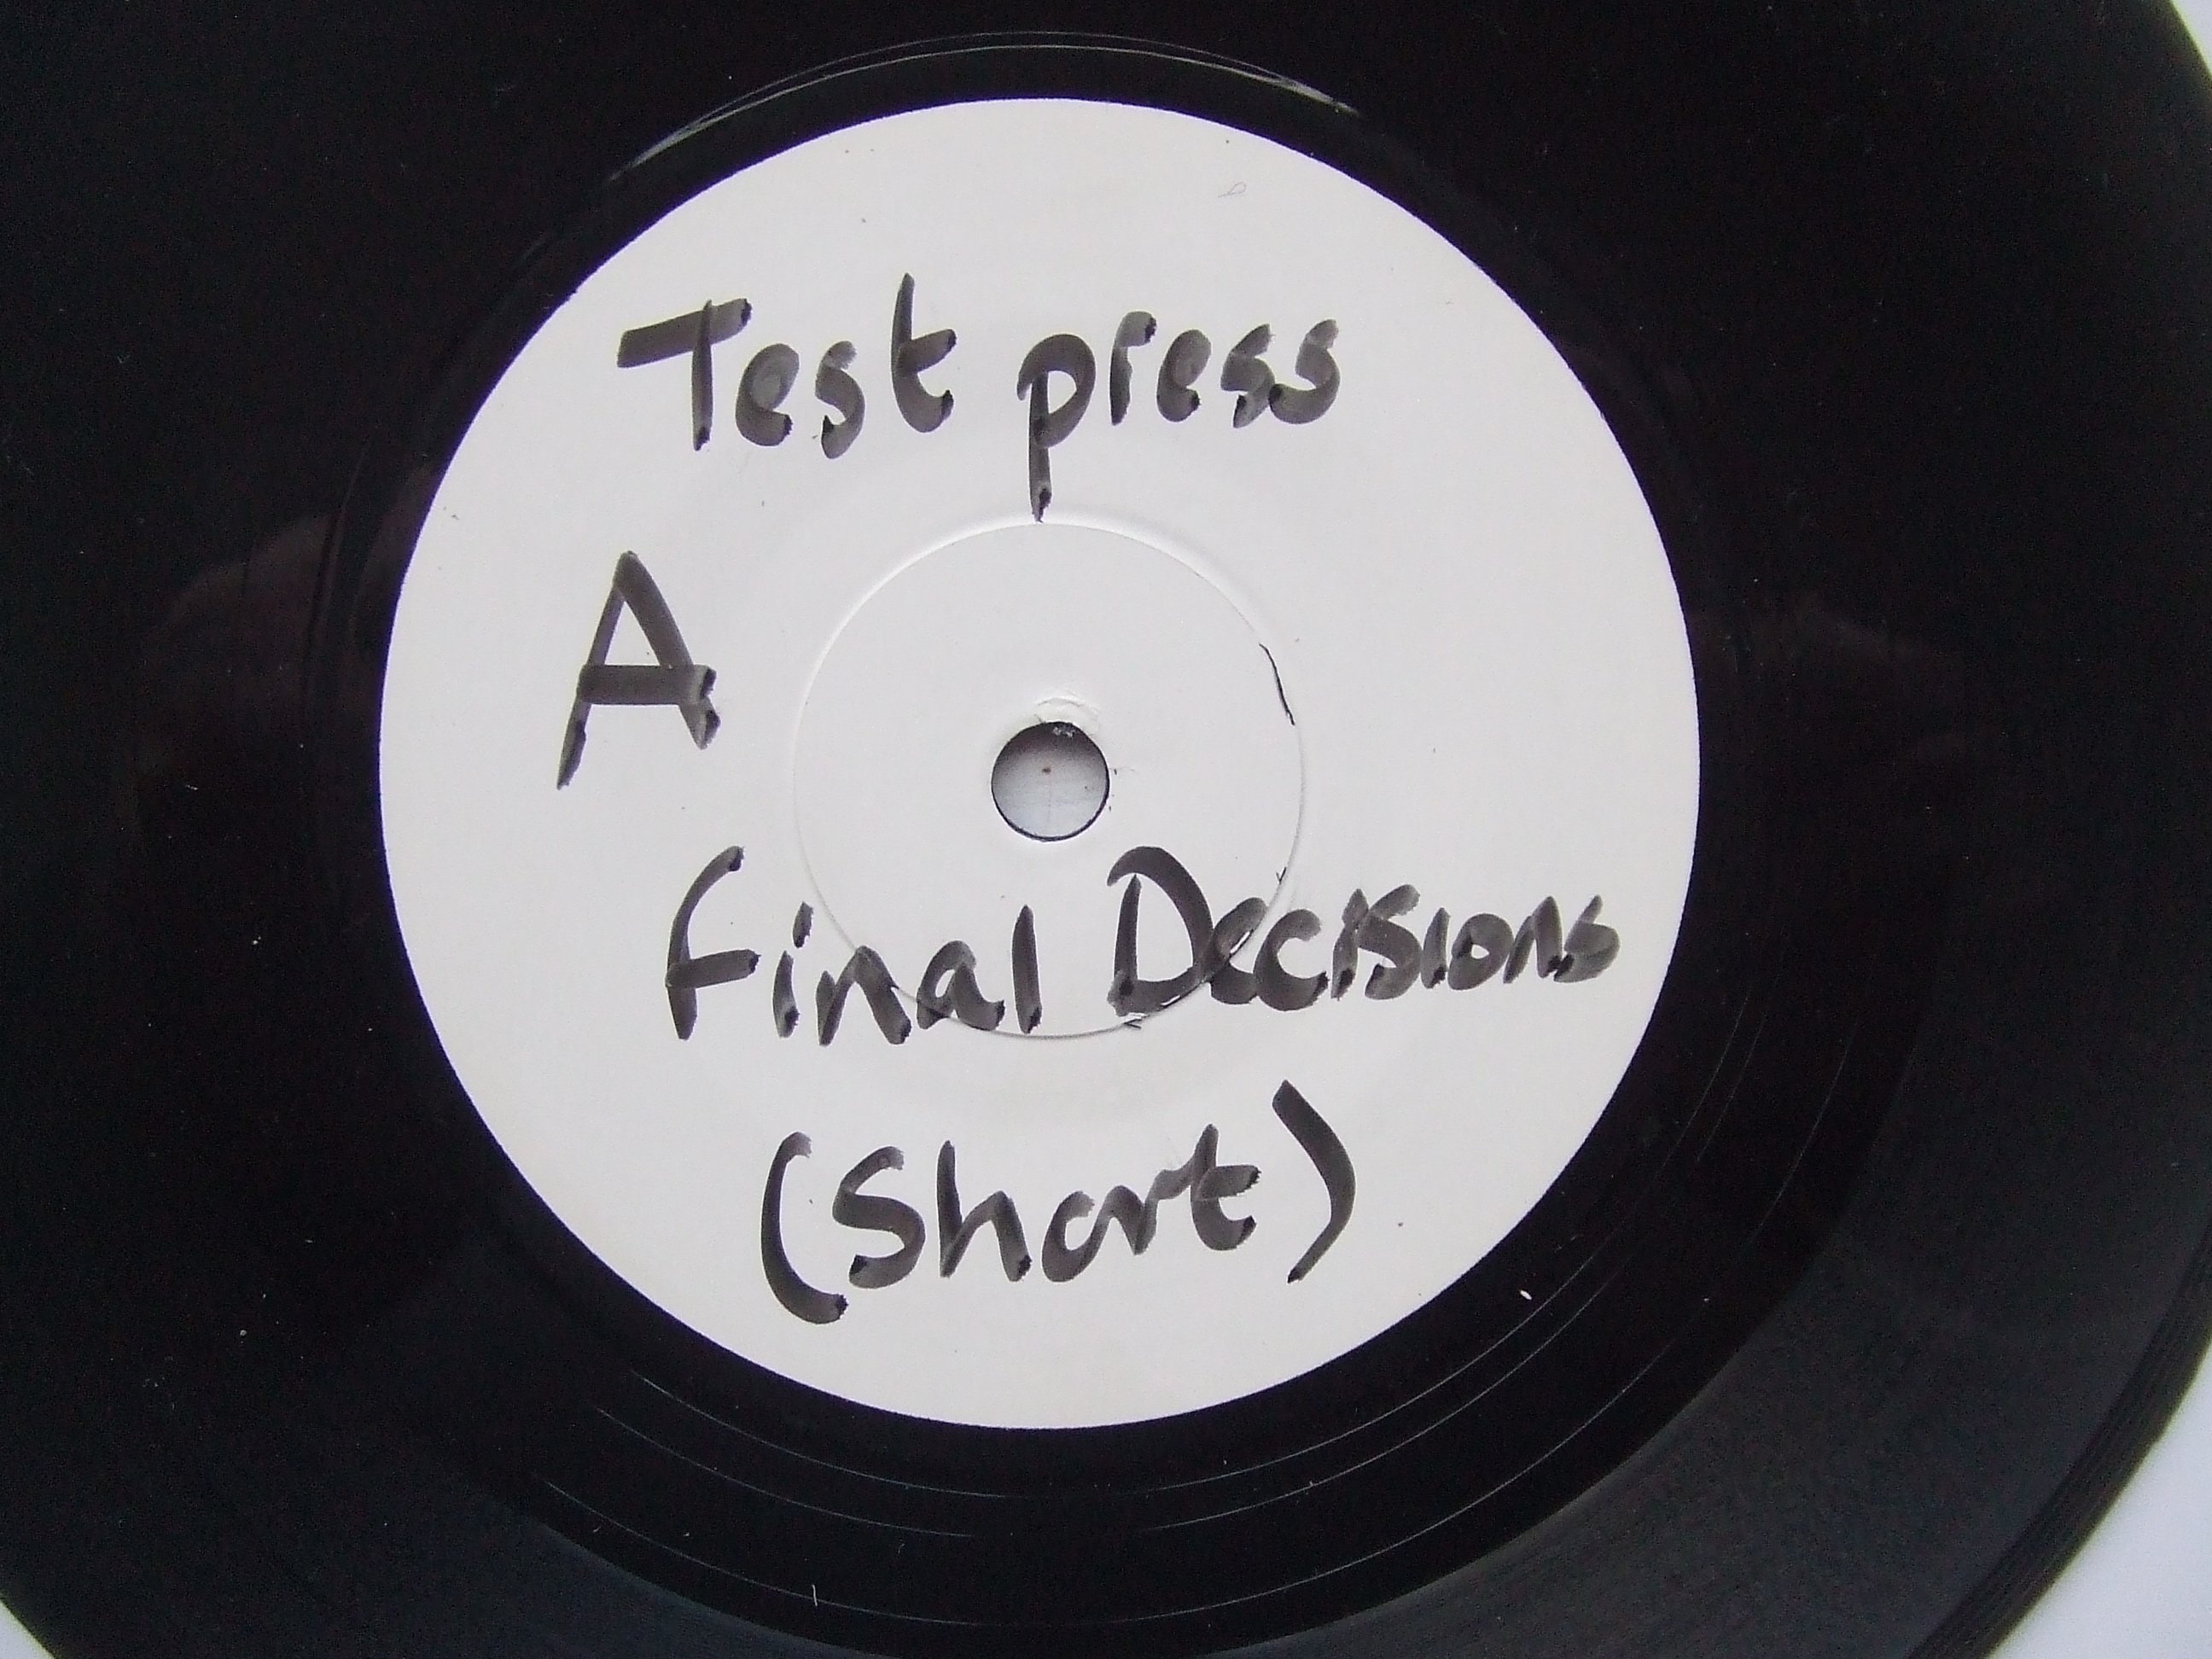 Test press
A
Final Decisions
(Short)